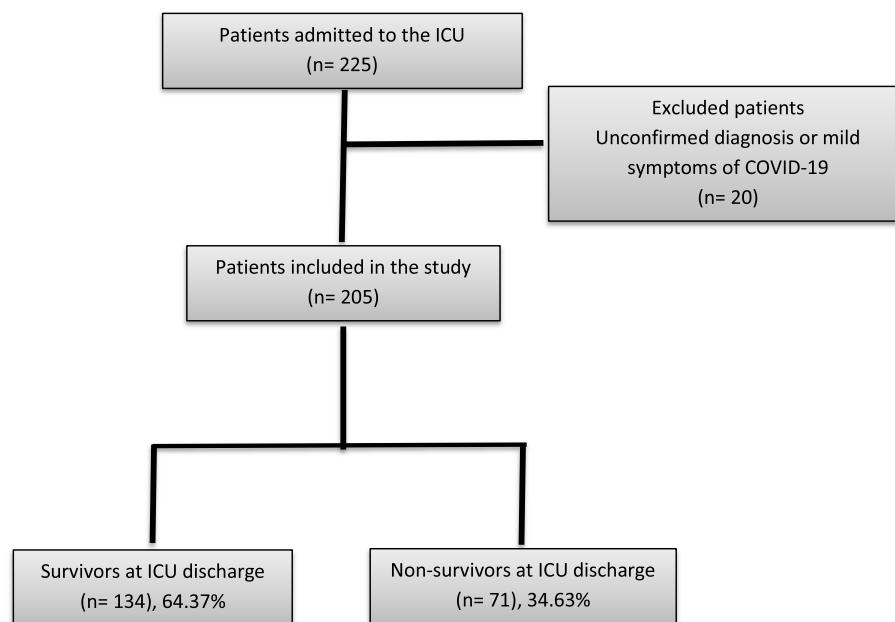 Patients admitted to the ICU
(n= 225)
Excluded patients
Unconfirmed diagnosis or mild
symptoms of COVID-19
(n= 20)
Patients included in the study
(n= 205)
Survivors at ICU discharge
(n= 134), 64.37%
Non-survivors at ICU discharge
(n= 71), 34.63%